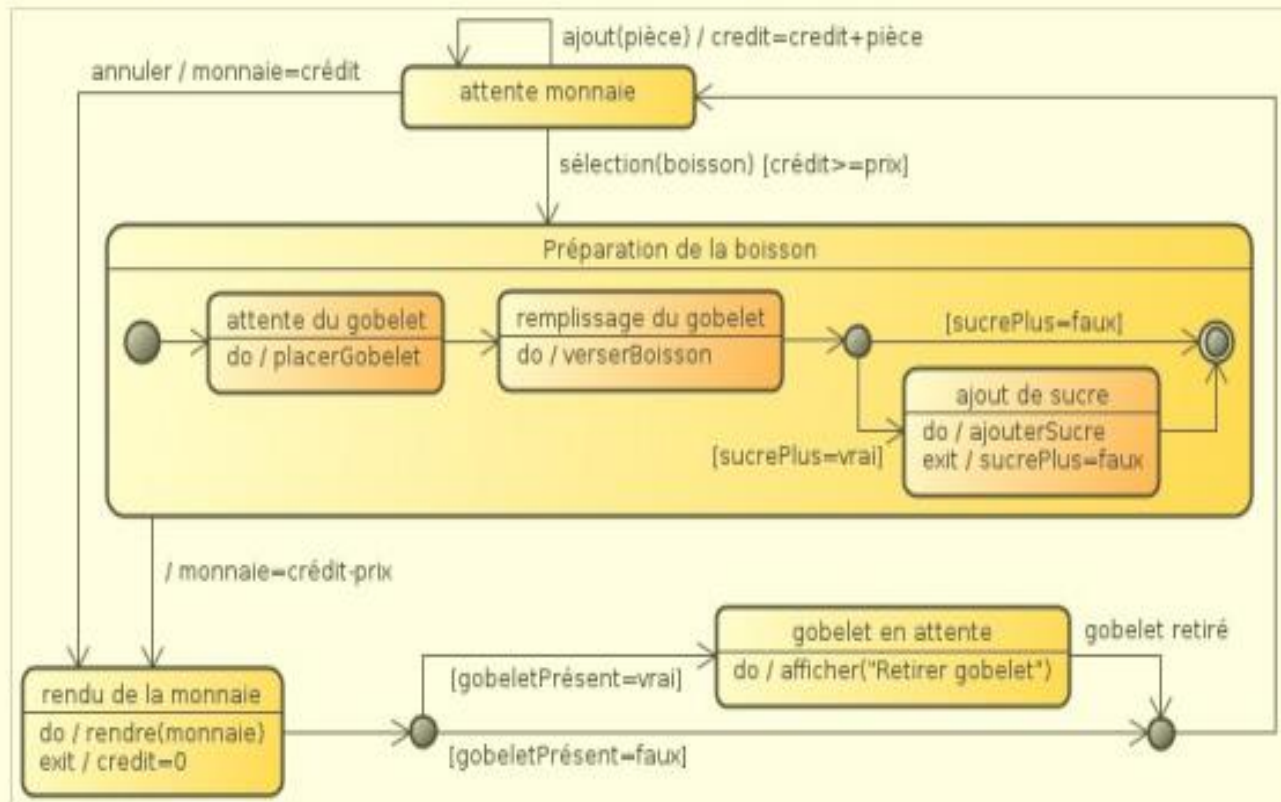 ajout(pièce) / credit=credit+pièce
annuler / monnaie=crédit
attente monnaie
sélection(boisson) [crédit>=prix]
Préparation de la boisson
attente du gobelet
do / placerGobelet
remplissage du gobelet
do / verserBoisson
[sucrePlus=faux]
ajout de sucre
do / ajouterSucre
exit / sucrePlus=faux
[sucrePlus=vrai]
/ monnaie=crédit-prix
gobelet en attente
do / afficher("Retirer gobelet")
gobelet retiré
[gobeletPrésent=vrai]
rendu de la monnaie
do / rendre(monnaie)
exit / credit=0
[gobeletPrésent=faux]